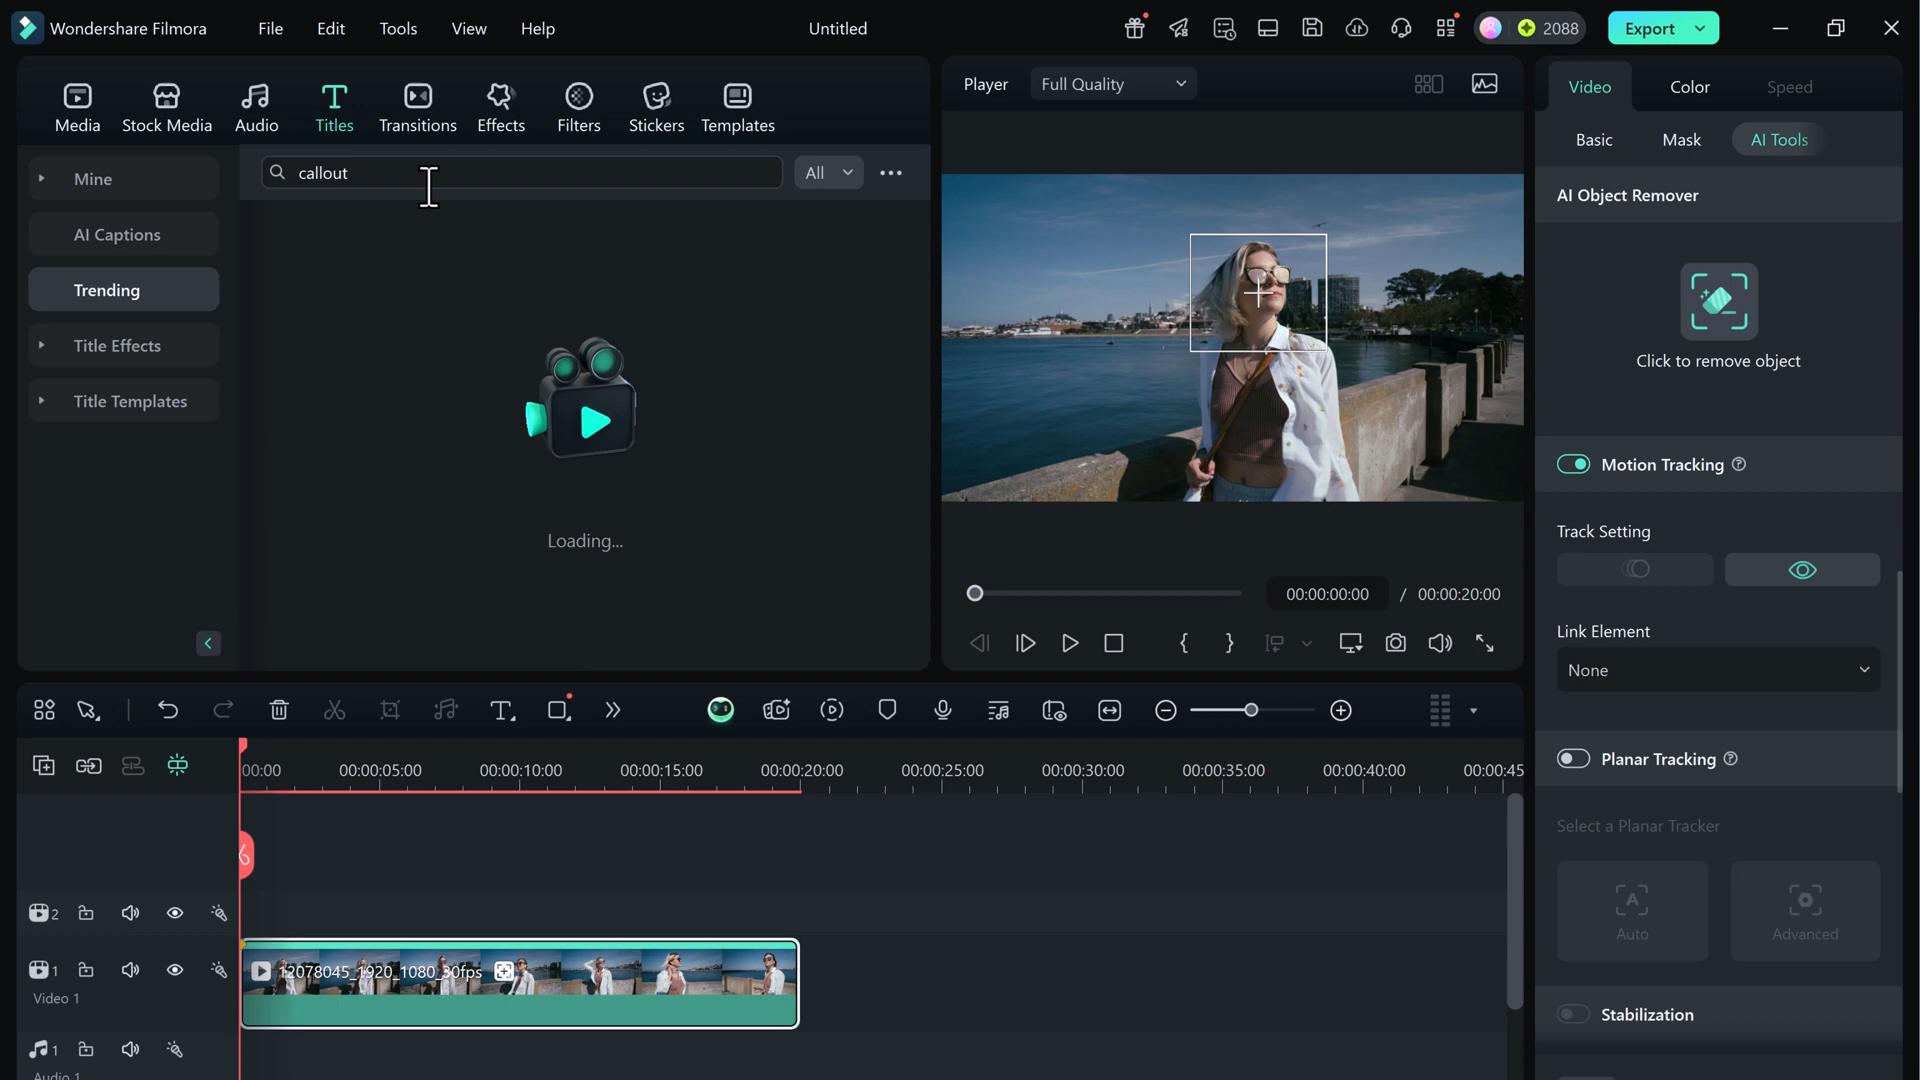 Wondershare Filmora
File
Edit
Tools
View
Help
Untitled
2088
Export
Media
Stock Media
Audio
Titles
Transitions
Effects
Filters
Stickers
Templates
Player
Full Quality
Video
Color
Speed
Basic
Mask
AI Tools
Mine
AI Captions
Trending
Title Effects
Title Templates
callout
All
Loading...
AI Object Remover
Click to remove object
Motion Tracking
Track Setting
Link Element
None
Planar Tracking
Select a Planar Tracker
Auto
Advanced
Stabilization
00:00:00:00 / 00:00:20:00
00:00
00:00:05:00
00:00:10:00
00:00:15:00
00:00:20:00
00:00:25:00
00:00:30:00
00:00:35:00
00:00:40:00
00:00:45
2
1
12078045_1920_1080_30fps
Video 1
1
Audio 1